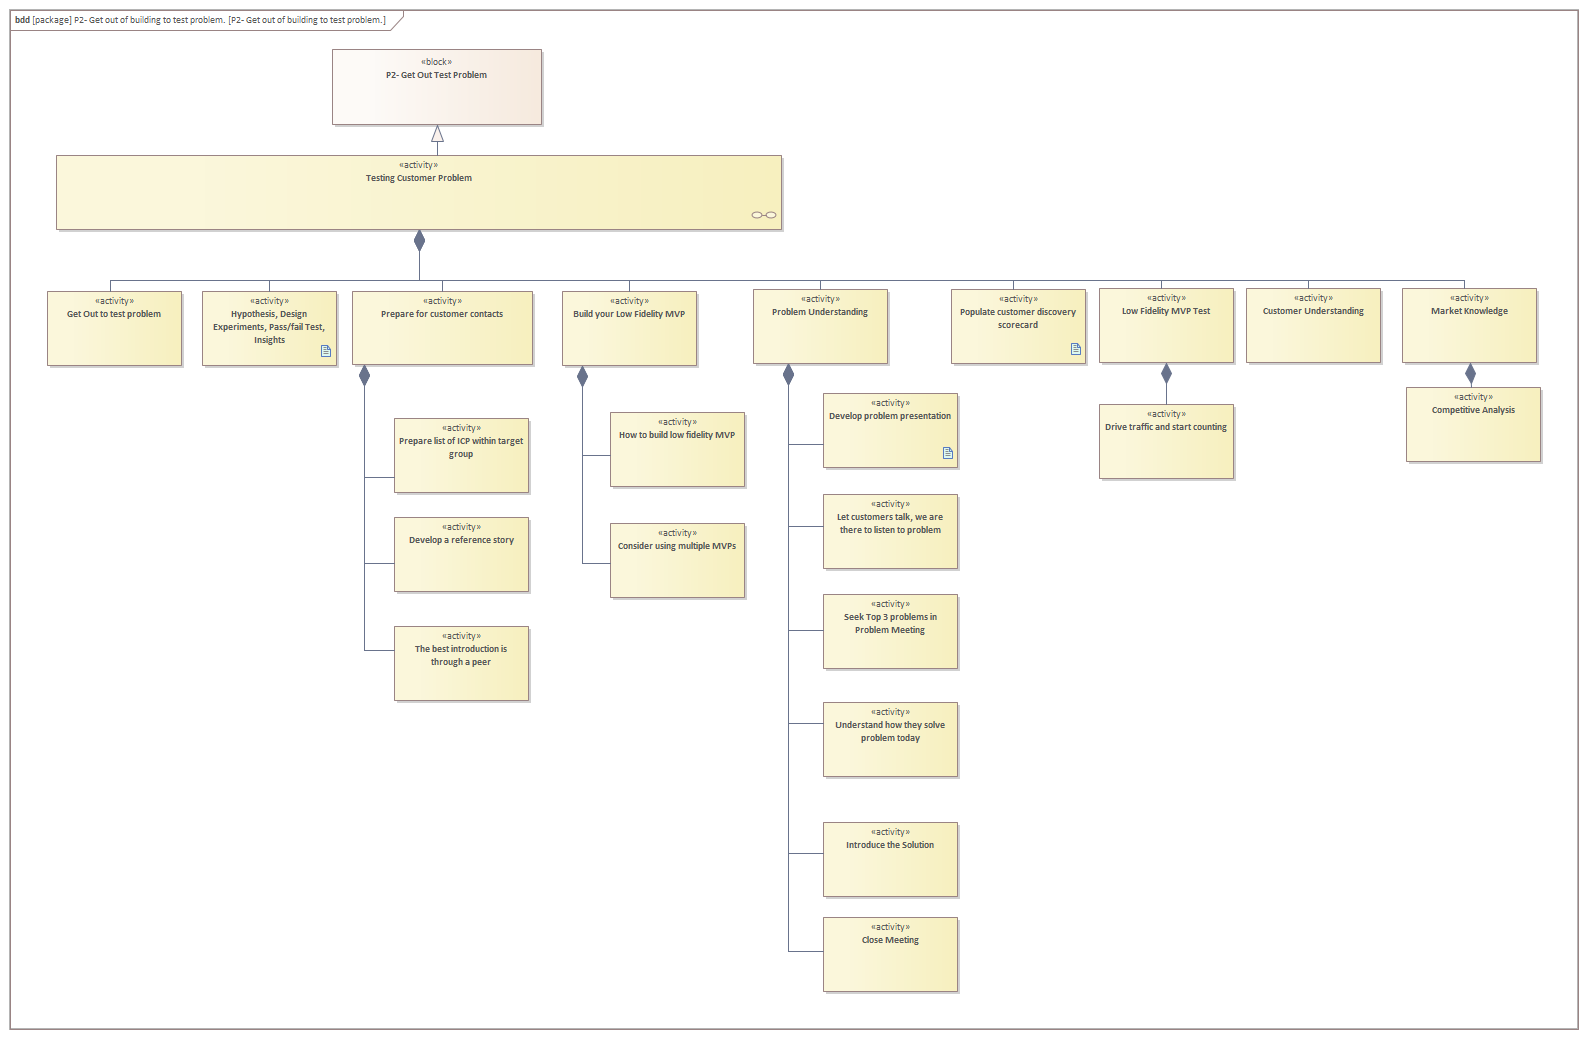 bdd [package] P2- Get out of building to test problem. [P2- Get out of building to test problem.]
«block»
P2- Get Out Test Problem
«activity»
Testing Customer Problem
«activity»
Get Out to test problem
«activity»
Hypothesis, Design
Experiments, Pass/fail Test,
Insights
«activity»
Prepare for customer contacts
«activity»
Build your Low Fidelity MVP
«activity»
Problem Understanding
«activity»
Populate customer discovery
scorecard
«activity»
Low Fidelity MVP Test
«activity»
Customer Understanding
«activity»
Market Knowledge
«activity»
Prepare list of ICP within target
group
«activity»
Develop a reference story
«activity»
The best introduction is
through a peer
«activity»
How to build low fidelity MVP
«activity»
Consider using multiple MVPs
«activity»
Develop problem presentation
«activity»
Let customers talk, we are
there to listen to problem
«activity»
Seek Top 3 problems in
Problem Meeting
«activity»
Understand how they solve
problem today
«activity»
Introduce the Solution
«activity»
Close Meeting
«activity»
Drive traffic and start counting
«activity»
Competitive Analysis